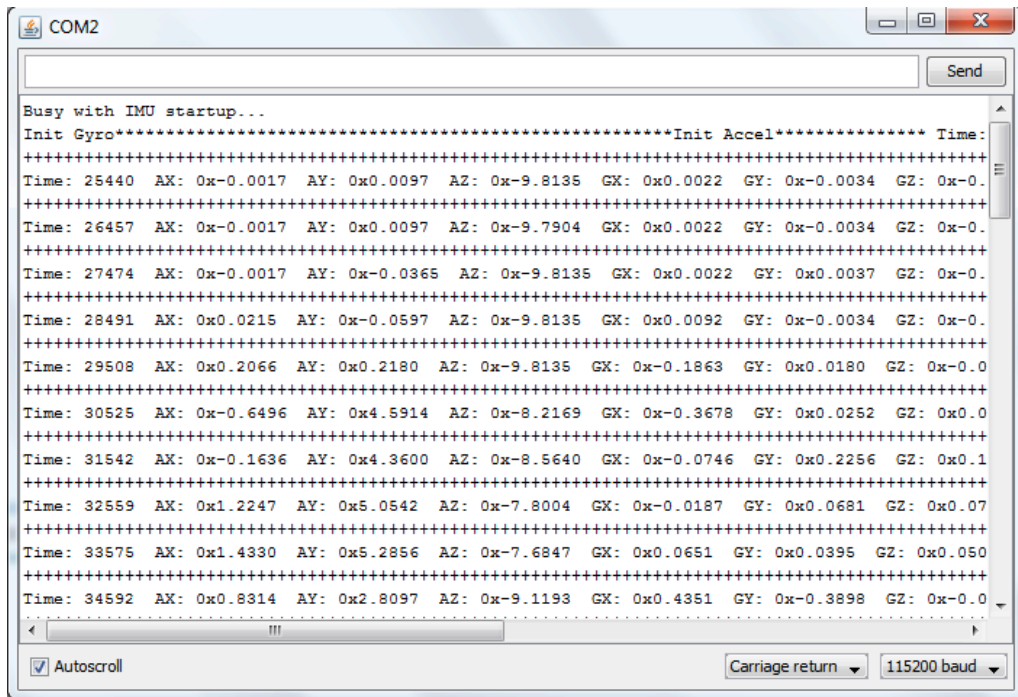 COM2
Send
Busy with IMU startup...
Init Gyro*******************************************************Init Accel*************** Time:
+++++++++++++++++++++++++++++++++++++++++++++++++++++++++++++++++++++++++++++++++++++++++++++++
Time: 25440  AX: 0x-0.0017  AY: 0x0.0097  AZ: 0x-9.8135  GX: 0x0.0022  GY: 0x-0.0034  GZ: 0x-0.
+++++++++++++++++++++++++++++++++++++++++++++++++++++++++++++++++++++++++++++++++++++++++++++++
Time: 26457  AX: 0x-0.0017  AY: 0x0.0097  AZ: 0x-9.7904  GX: 0x0.0022  GY: 0x-0.0034  GZ: 0x-0.
+++++++++++++++++++++++++++++++++++++++++++++++++++++++++++++++++++++++++++++++++++++++++++++++
Time: 27474  AX: 0x-0.0017  AY: 0x-0.0365  AZ: 0x-9.8135  GX: 0x0.0022  GY: 0x0.0037  GZ: 0x-0.
+++++++++++++++++++++++++++++++++++++++++++++++++++++++++++++++++++++++++++++++++++++++++++++++
Time: 28491  AX: 0x0.0215  AY: 0x-0.0597  AZ: 0x-9.8135  GX: 0x0.0092  GY: 0x-0.0034  GZ: 0x-0.
+++++++++++++++++++++++++++++++++++++++++++++++++++++++++++++++++++++++++++++++++++++++++++++++
Time: 29508  AX: 0x0.2066  AY: 0x0.2180  AZ: 0x-9.8135  GX: 0x-0.1863  GY: 0x0.0180  GZ: 0x-0.0
+++++++++++++++++++++++++++++++++++++++++++++++++++++++++++++++++++++++++++++++++++++++++++++++
Time: 30525  AX: 0x-0.6496  AY: 0x4.5914  AZ: 0x-8.2169  GX: 0x-0.3678  GY: 0x0.0252  GZ: 0x0.0
+++++++++++++++++++++++++++++++++++++++++++++++++++++++++++++++++++++++++++++++++++++++++++++++
Time: 31542  AX: 0x-0.1636  AY: 0x4.3600  AZ: 0x-8.5640  GX: 0x-0.0746  GY: 0x0.2256  GZ: 0x0.1
+++++++++++++++++++++++++++++++++++++++++++++++++++++++++++++++++++++++++++++++++++++++++++++++
Time: 32559  AX: 0x1.2247  AY: 0x5.0542  AZ: 0x-7.8004  GX: 0x-0.0187  GY: 0x0.0681  GZ: 0x0.07
+++++++++++++++++++++++++++++++++++++++++++++++++++++++++++++++++++++++++++++++++++++++++++++++
Time: 33575  AX: 0x1.4330  AY: 0x5.2856  AZ: 0x-7.6847  GX: 0x0.0651  GY: 0x0.0395  GZ: 0x0.050
+++++++++++++++++++++++++++++++++++++++++++++++++++++++++++++++++++++++++++++++++++++++++++++++
Time: 34592  AX: 0x0.8314  AY: 0x2.8097  AZ: 0x-9.1193  GX: 0x0.4351  GY: 0x-0.3898  GZ: 0x-0.0
Autoscroll
Carriage return
115200 baud